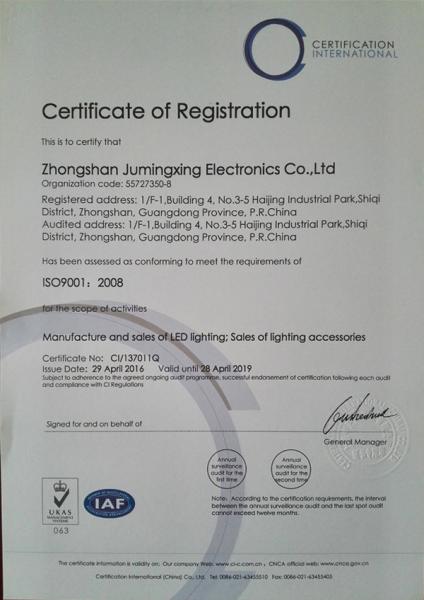 CERTIFICATION
INTERNATIONAL
Certificate of Registration
This is to certify that
Zhongshan Jumingxing Electronics Co.,Ltd
Organization code: 55727350-8
Registered address: 1/F-1,Building 4, No.3-5 Haijing Industrial Park,Shiqi
District, Zhongshan, Guangdong Province, P.R.China
Audited address: 1/F-1,Building 4, No.3-5 Haijing Industrial Park,Shiqi
District, Zhongshan, Guangdong Province, P.R.China
Has been assessed as conforming to meet the requirements of
ISO9001：2008
for the scope of activities
Manufacture and sales of LED lighting; Sales of lighting accessories
Certificate No: CI/137011Q
Issue Date: 29 April 2016 Valid until 28 April 2019
Subject to adherence to the agreed ongoing audit programme, successful endorsement of certification following each audit
and compliance with CI Regulations
Signed for and on behalf of
General Manager
Annual
surveillance
audit for the
first time
Annual
surveillance
audit for the
second time
UKAS
MANAGEMENT
SYSTEMS
063
IAF
Note: According to the certification requirements, the interval
between the annual surveillance audit and the last spot audit
cannot exceed twelve months.
The certificate information is validity on: Our company Web: www.ci-c.com.cn , CNCA official web: www.cnca.gov.cn
Certification International (China) Co., Ltd Tel: 0086-021-63455510 Fax: 0086-021-63455405